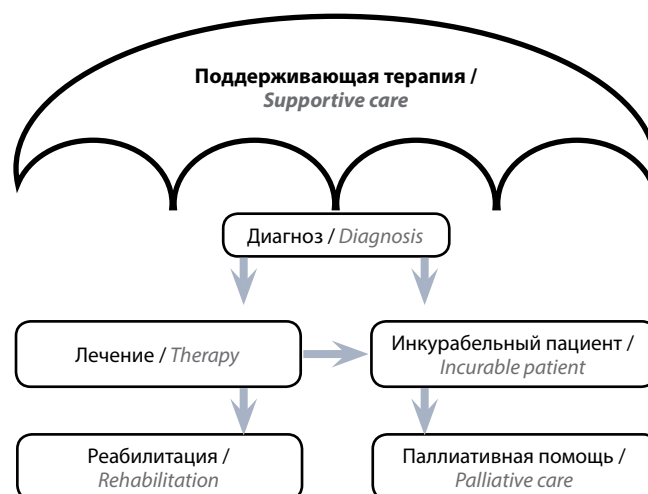 Поддерживающая терапия /
Supportive care
Диагноз / Diagnosis
Лечение / Therapy
Инкурабельный пациент /
Incurable patient
Реабилитация /
Rehabilitation
Паллиативная помощь /
Palliative care